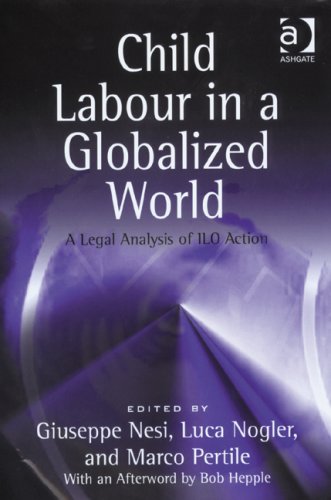 a
ASHGATE
Child
Labour in a
Globalized
World
A Legal Analysis of ILO Action
EDITED BY
Giuseppe Nesi, Luca Nogler,
and Marco Pertile
With an Afterword by Bob Hepple